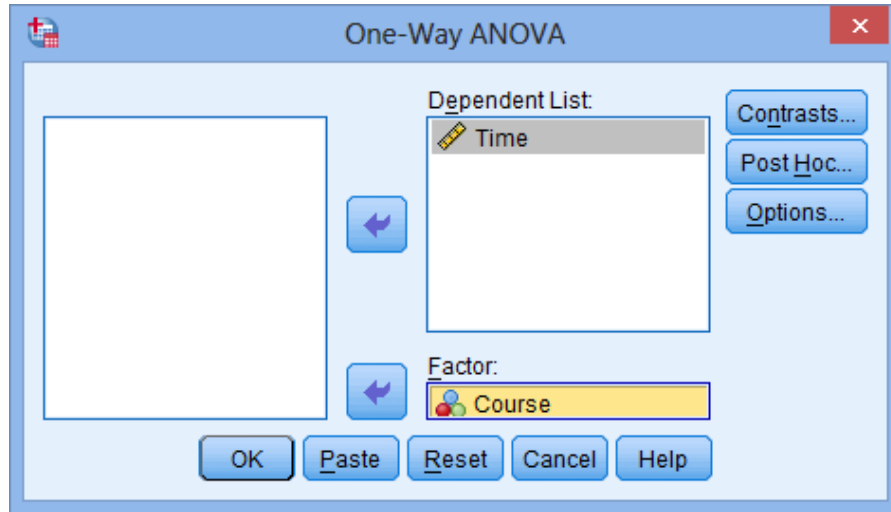 One-Way ANOVA
Dependent List:
Time
Contrasts...
Post Hoc...
Options...
Factor:
Course
OK Paste Reset Cancel Help